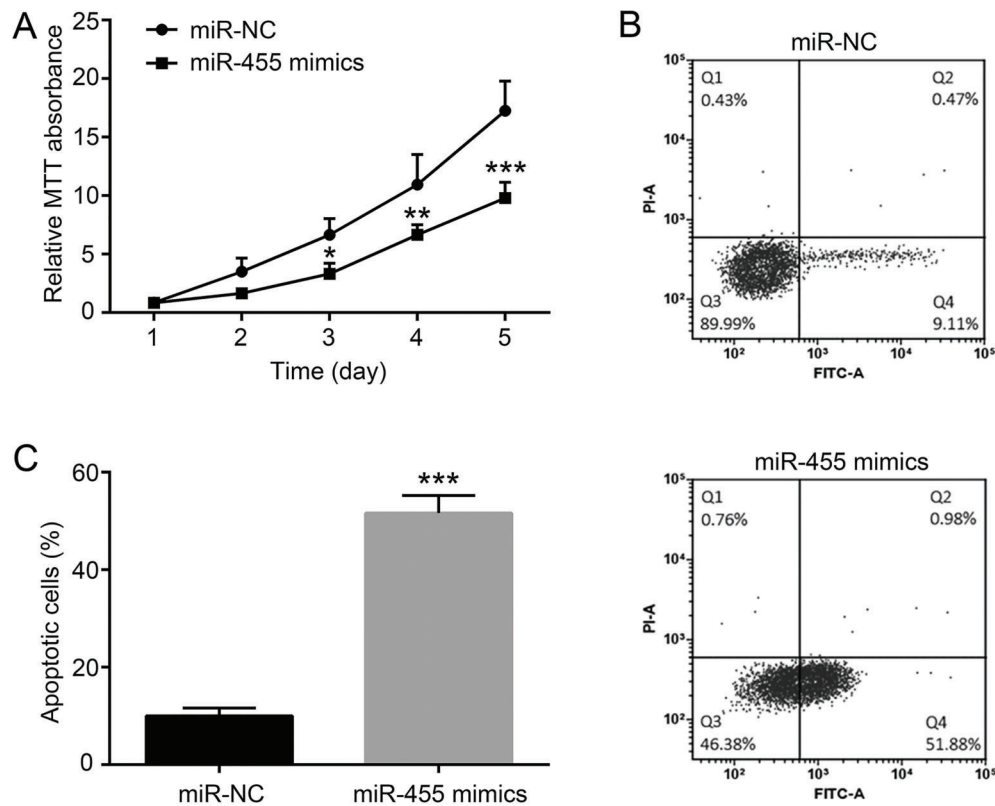 A
miR-NC
miR-455 mimics
Relative MTT absorbance
25
20
15
10
5
0
*
**
***
1 2 3 4 5
Time (day)
B
miR-NC
PI-A
10⁵
10⁴
10³
10²
Q1
0.43%
Q2
0.47%
Q3
89.99%
Q4
9.11%
10² 10³ 10⁴ 10⁵
FITC-A
C
Apoptotic cells (%)
60
40
20
0
***
miR-NC miR-455 mimics
miR-455 mimics
PI-A
10⁵
10⁴
10³
10²
Q1
0.76%
Q2
0.98%
Q3
46.38%
Q4
51.88%
10² 10³ 10⁴ 10⁵
FITC-A